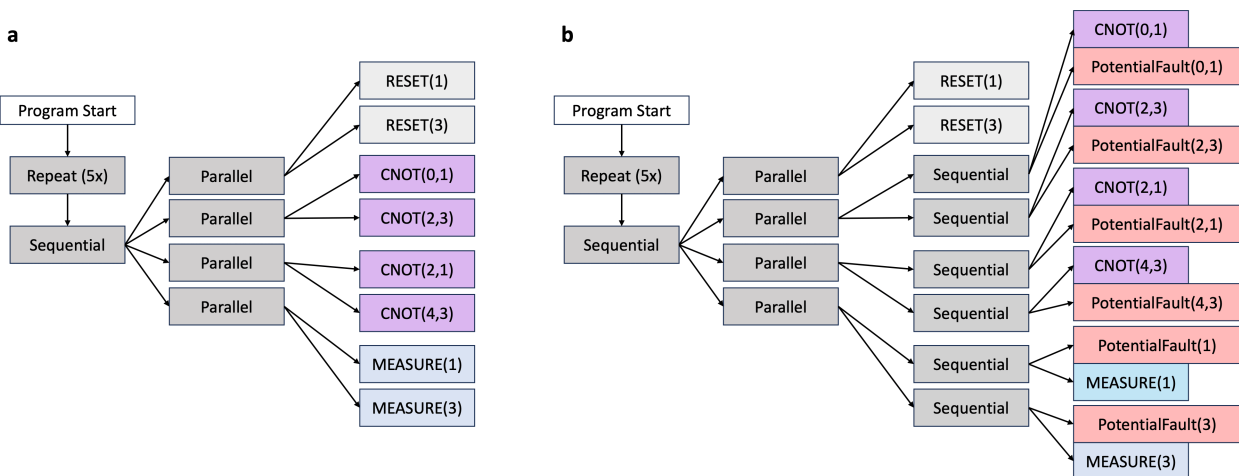 a
Program Start
Repeat (5x)
Sequential
Parallel
Parallel
Parallel
Parallel
RESET(1)
RESET(3)
CNOT(0,1)
CNOT(2,3)
CNOT(2,1)
CNOT(4,3)
MEASURE(1)
MEASURE(3)
b
Program Start
Repeat (5x)
Sequential
Parallel
Parallel
Parallel
Parallel
RESET(1)
RESET(3)
Sequential
Sequential
Sequential
Sequential
Sequential
Sequential
CNOT(0,1)
PotentialFault(0,1)
CNOT(2,3)
PotentialFault(2,3)
CNOT(2,1)
PotentialFault(2,1)
CNOT(4,3)
PotentialFault(4,3)
PotentialFault(1)
MEASURE(1)
PotentialFault(3)
MEASURE(3)